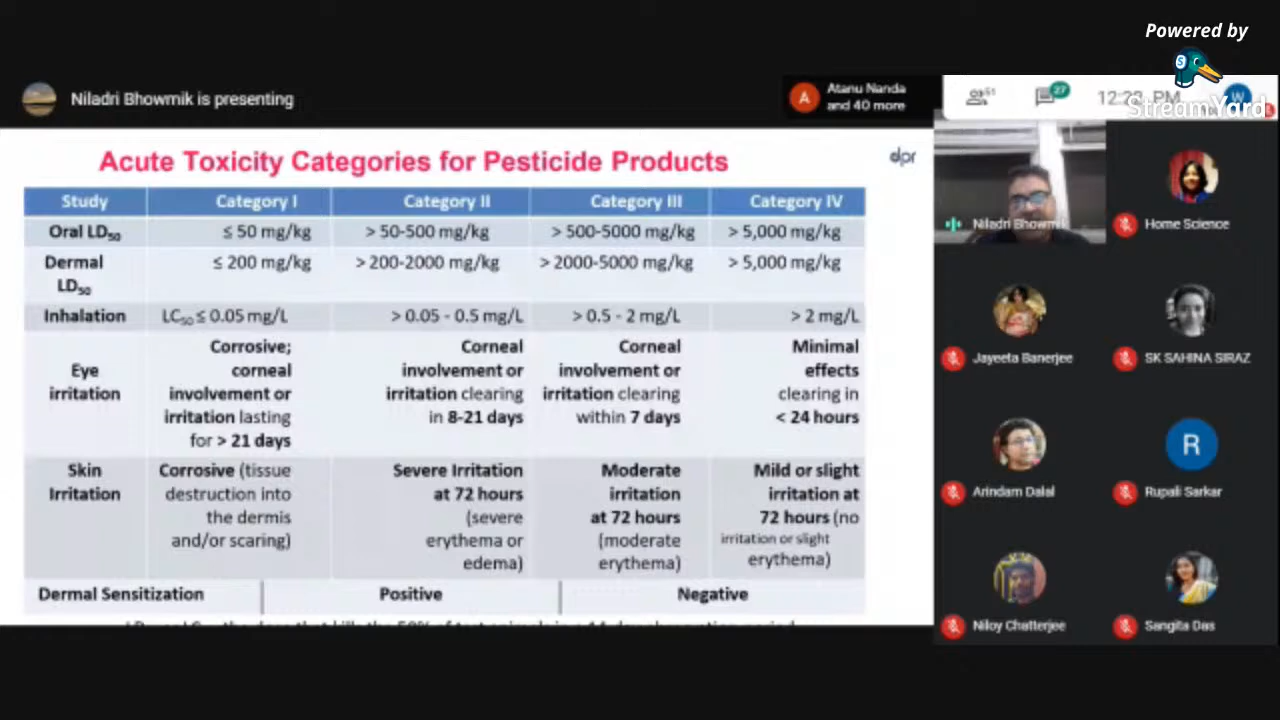 Powered by
StreamYard
Niladri Bhowmik is presenting
A
Atanu Nanda
and 40 more
51
27
PM
W
Acute Toxicity Categories for Pesticide Products
dpr
Study Category I Category II Category III Category IV
Oral LD50 ≤ 50 mg/kg > 50-500 mg/kg > 500-5000 mg/kg > 5,000 mg/kg
Dermal LD50 ≤ 200 mg/kg > 200-2000 mg/kg > 2000-5000 mg/kg > 5,000 mg/kg
Inhalation LC50 ≤ 0.05 mg/L > 0.05 - 0.5 mg/L > 0.5 - 2 mg/L > 2 mg/L
Eye
irritation
Corrosive;
corneal
involvement or
irritation lasting
for > 21 days
Corneal
involvement or
irritation clearing
in 8-21 days
Corneal
involvement or
irritation clearing
within 7 days
Minimal
effects
clearing in
< 24 hours
Skin
Irritation
Corrosive (tissue
destruction into
the dermis
and/or scaring)
Severe Irritation
at 72 hours
(severe
erythema or
edema)
Moderate
irritation
at 72 hours
(moderate
erythema)
Mild or slight
irritation at
72 hours (no
irritation or slight
erythema)
Dermal Sensitization Positive Negative
Niladri Bhowmik
Home Science
Jayeeta Banerjee
SK SAHINA SIRAZ
Arindam Dalal
R
Rupali Sarkar
Niloy Chatterjee
Sangita Das